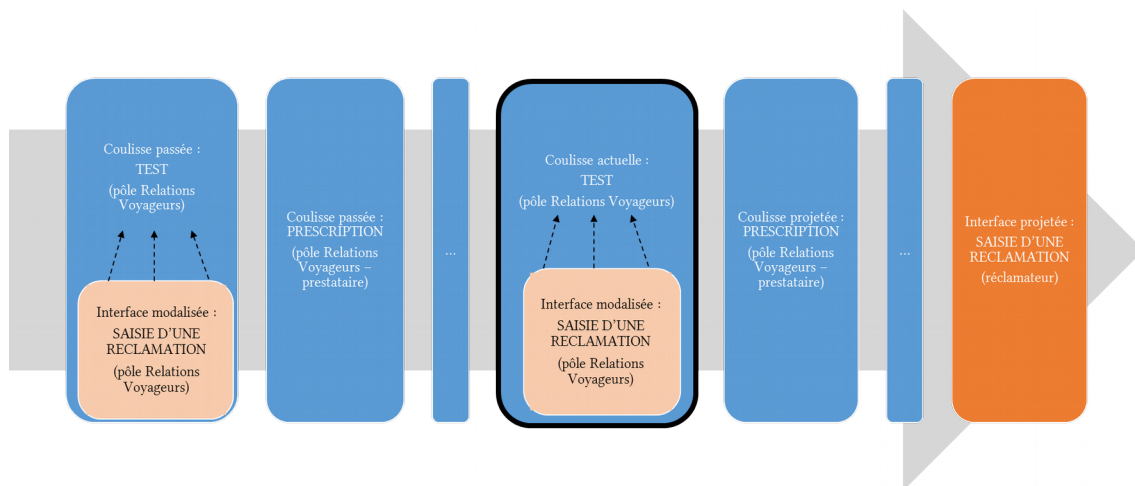 Coulisse passée :
TEST
(pôle Relations
Voyageurs)
Interface modalisée :
SAISIE D'UNE
RECLAMATION
(pôle Relations
Voyageurs)
Coulisse passée :
PRESCRIPTION
(pôle Relations
Voyageurs –
prestataire)
...
Coulisse actuelle :
TEST
(pôle Relations Voyageurs)
Interface modalisée :
SAISIE D'UNE
RECLAMATION
(pôle Relations
Voyageurs)
Coulisse projetée :
PRESCRIPTION
(pôle Relations
Voyageurs –
prestataire)
...
Interface projetée :
SAISIE D'UNE
RECLAMATION
(réclamateur)